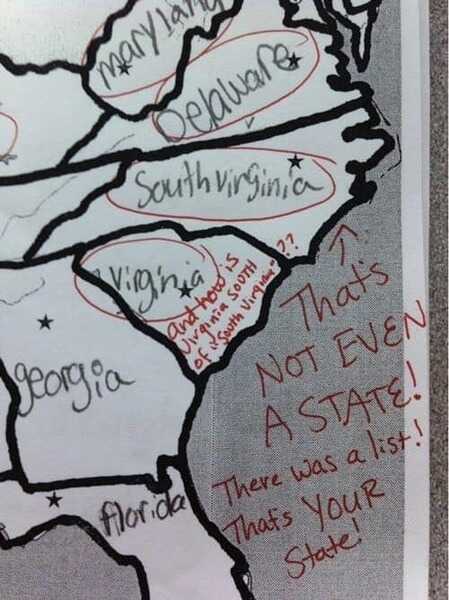 maryland
Delaware
South virginia
Virginia
and how is
Virginia SOUTH
of "South Virginia"??
georgia
florida
That's
NOT EVEN
A STATE!
There was a list!
Thats YOUR
State!